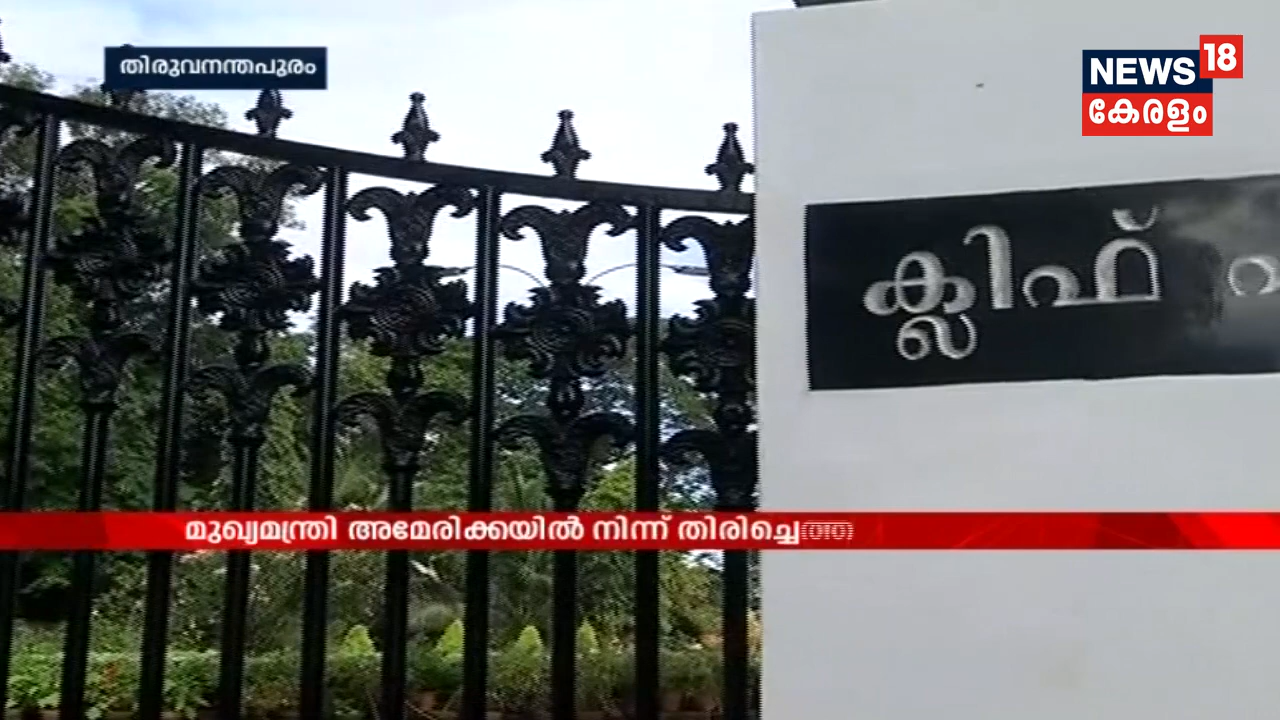 തിരുവനന്തപുരം
NEWS 18
കേരളം
ക്ലിഫ്
മുഖ്യമന്ത്രി അമേരിക്കയിൽ നിന്ന്